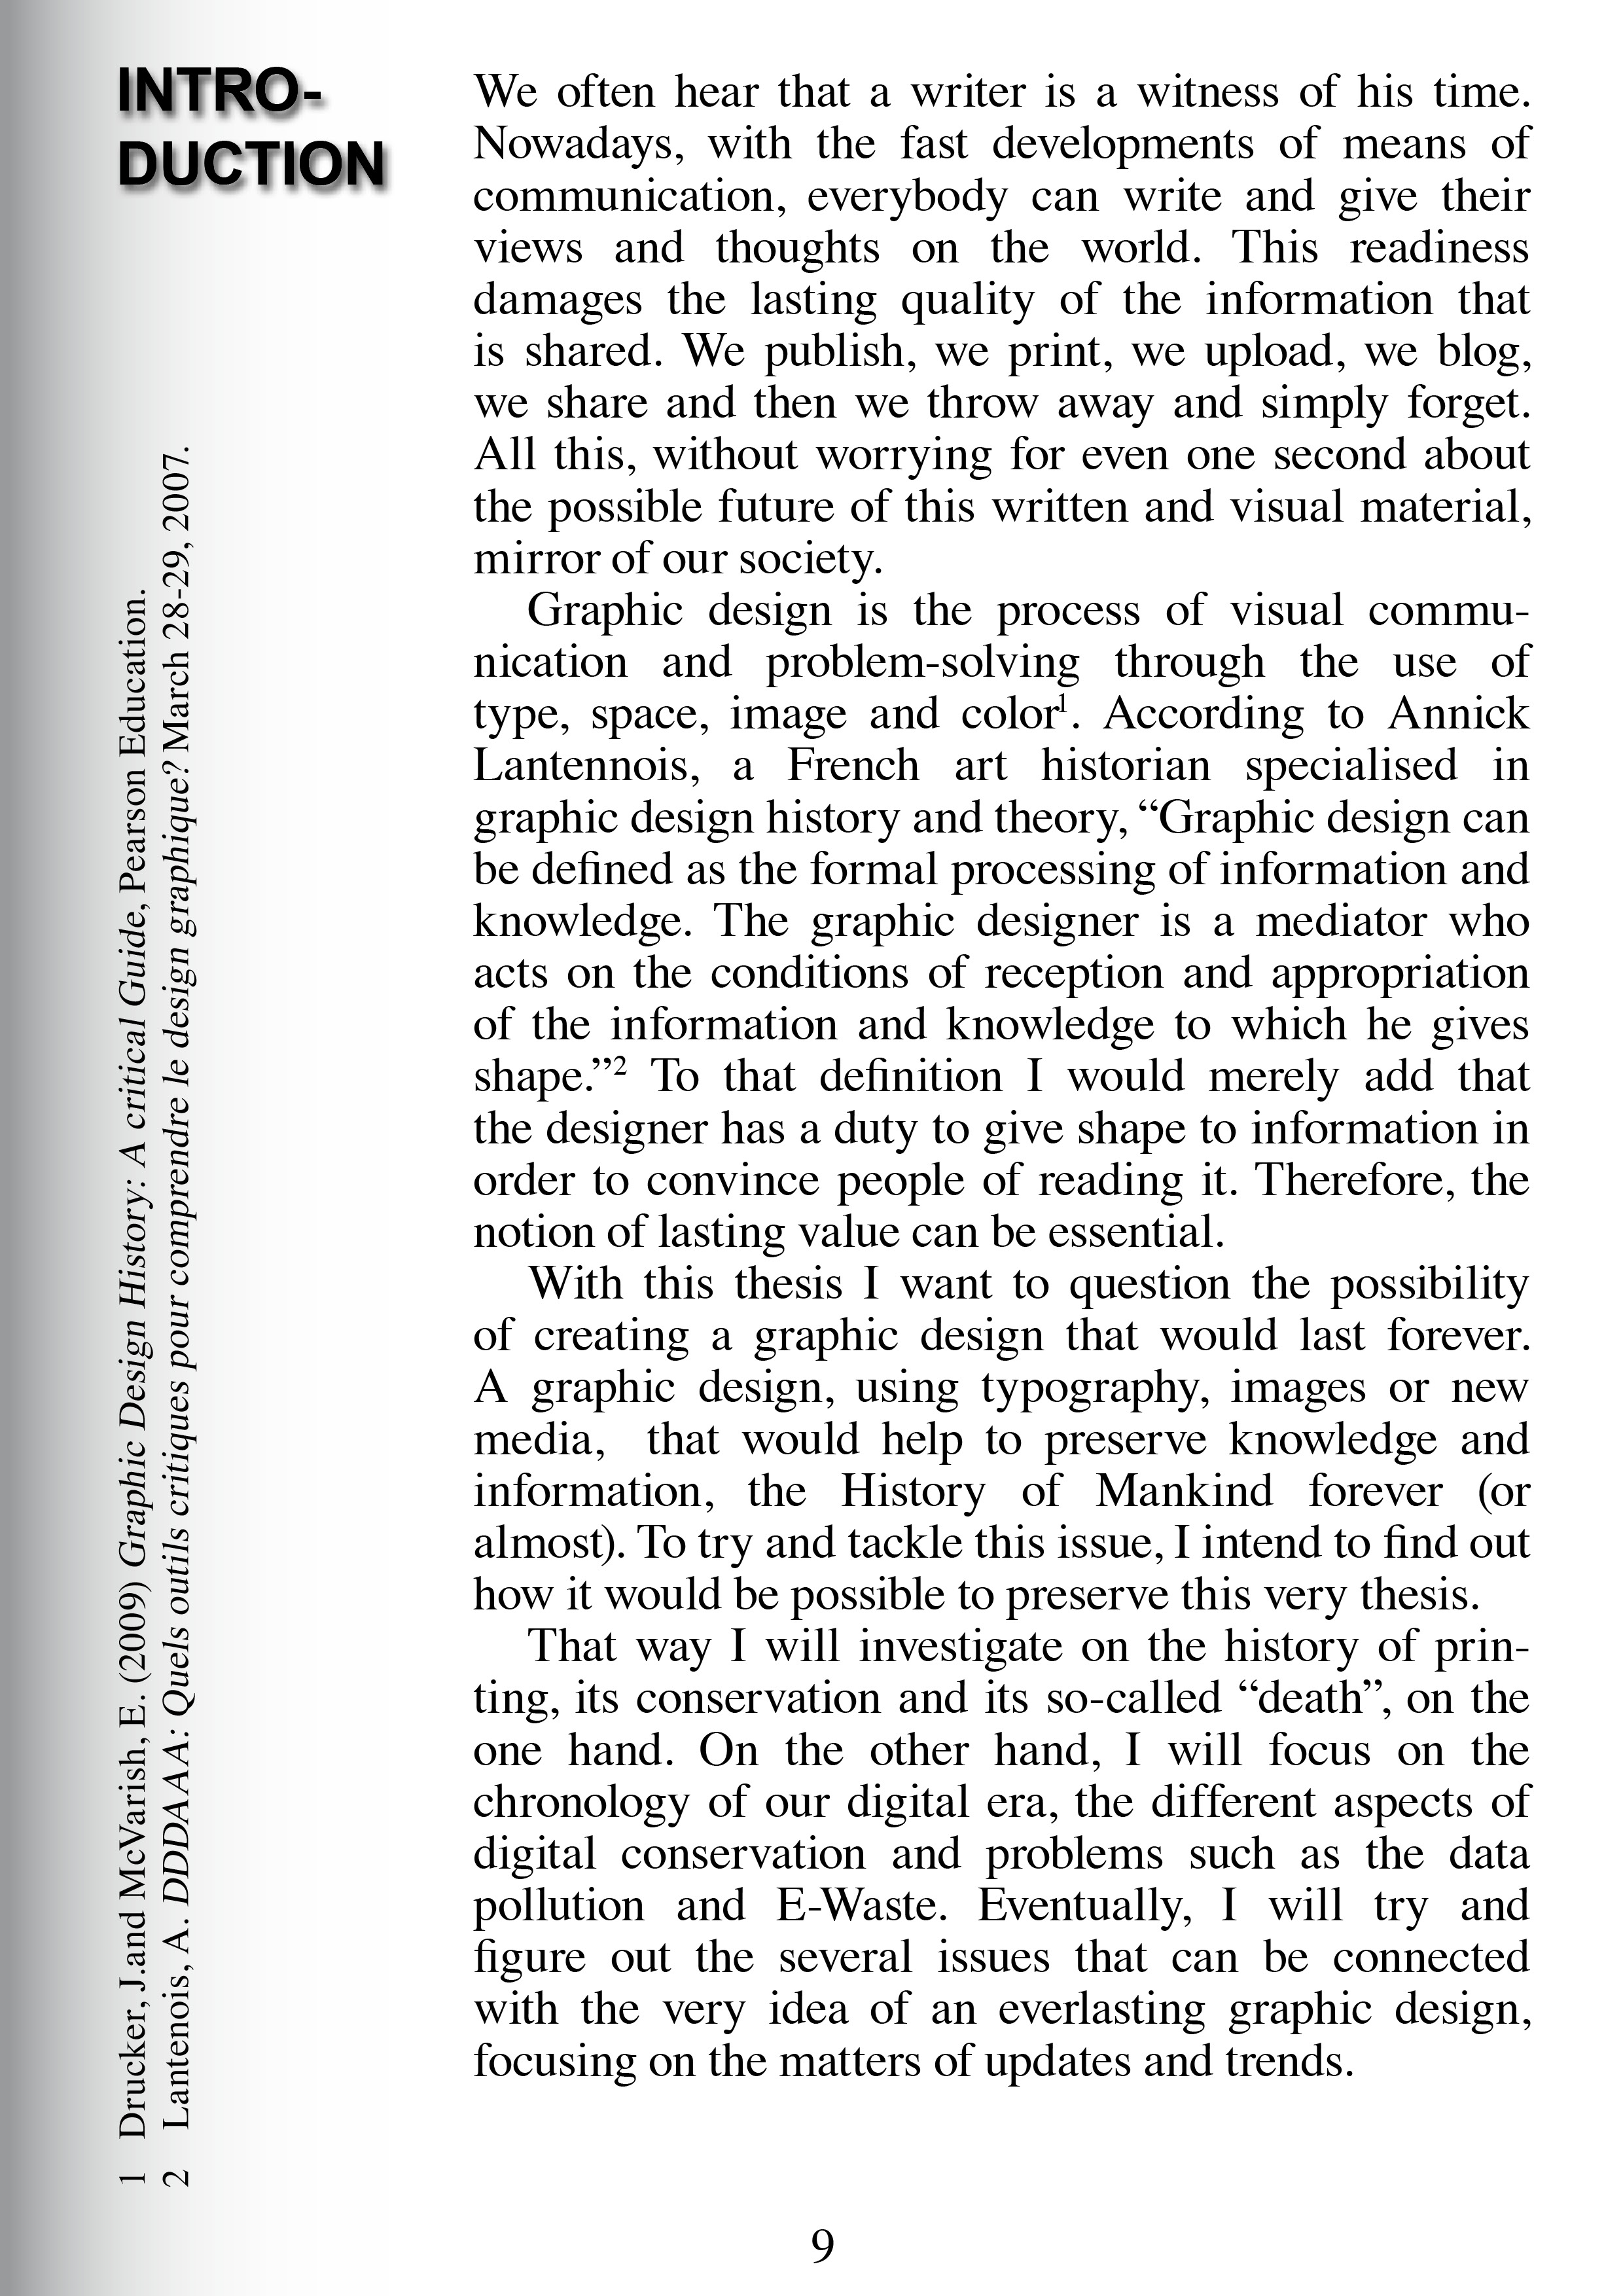 INTRO-
DUCTION
We often hear that a writer is a witness of his time.
Nowadays, with the fast developments of means of
communication, everybody can write and give their
views and thoughts on the world. This readiness
damages the lasting quality of the information that
is shared. We publish, we print, we upload, we blog,
we share and then we throw away and simply forget.
All this, without worrying for even one second about
the possible future of this written and visual material,
mirror of our society.
Graphic design is the process of visual commu-
nication and problem-solving through the use of
type, space, image and color¹. According to Annick
Lantennois, a French art historian specialised in
graphic design history and theory, “Graphic design can
be defined as the formal processing of information and
knowledge. The graphic designer is a mediator who
acts on the conditions of reception and appropriation
of the information and knowledge to which he gives
shape.”² To that definition I would merely add that
the designer has a duty to give shape to information in
order to convince people of reading it. Therefore, the
notion of lasting value can be essential.
With this thesis I want to question the possibility
of creating a graphic design that would last forever.
A graphic design, using typography, images or new
media, that would help to preserve knowledge and
information, the History of Mankind forever (or
almost). To try and tackle this issue, I intend to find out
how it would be possible to preserve this very thesis.
That way I will investigate on the history of prin-
ting, its conservation and its so-called “death”, on the
one hand. On the other hand, I will focus on the
chronology of our digital era, the different aspects of
digital conservation and problems such as the data
pollution and E-Waste. Eventually, I will try and
figure out the several issues that can be connected
with the very idea of an everlasting graphic design,
focusing on the matters of updates and trends.
1 Drucker, J.and McVarish, E. (2009) Graphic Design History: A critical Guide, Pearson Education.
2 Lantenois, A. DDDAAA: Quels outils critiques pour comprendre le design graphique? March 28-29, 2007.
9